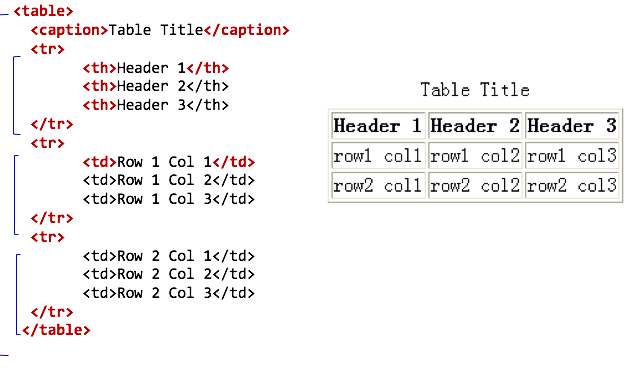 <table>
<caption>Table Title</caption>
<tr>
<th>Header 1</th>
<th>Header 2</th>
<th>Header 3</th>
</tr>
<tr>
<td>Row 1 Col 1</td>
<td>Row 1 Col 2</td>
<td>Row 1 Col 3</td>
</tr>
<tr>
<td>Row 2 Col 1</td>
<td>Row 2 Col 2</td>
<td>Row 2 Col 3</td>
</tr>
</table>
Table Title
Header 1 Header 2 Header 3
row1 col1 row1 col2 row1 col3
row2 col1 row2 col2 row2 col3